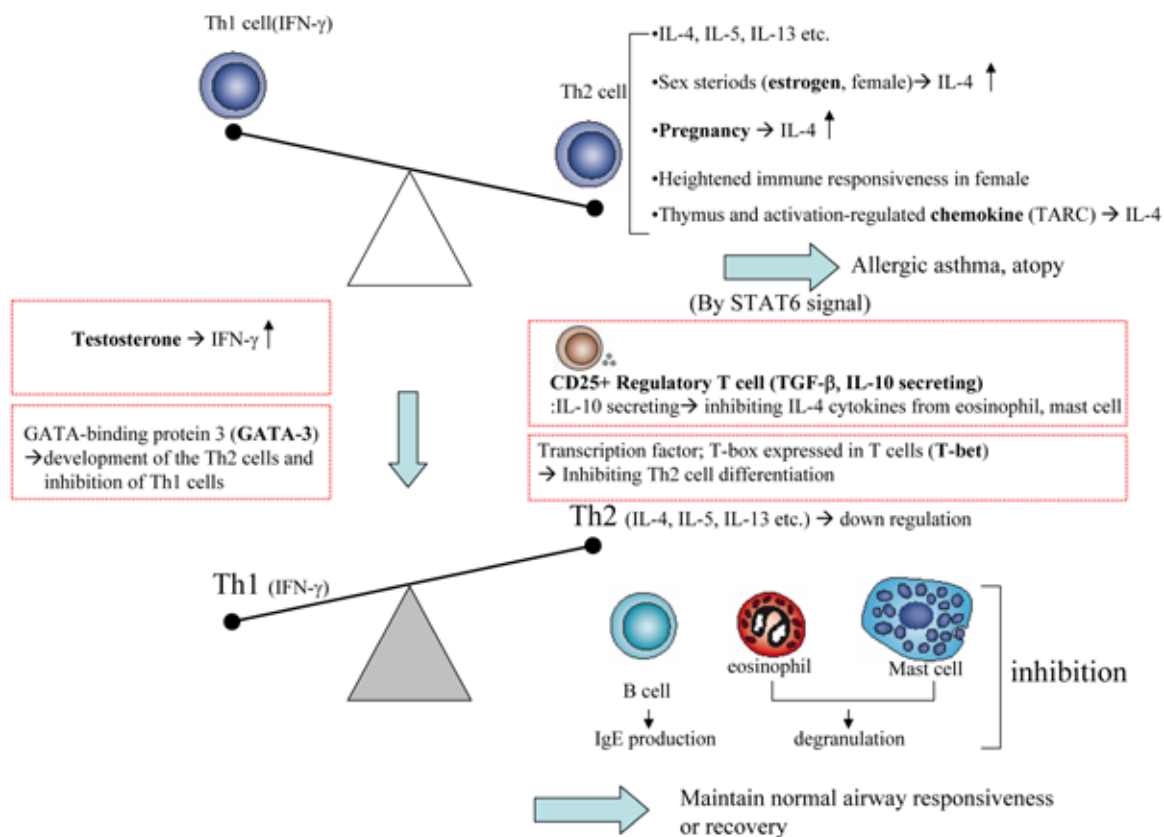 Th1 cell(IFN-γ)
Th2 cell
•IL-4, IL-5, IL-13 etc.
•Sex steriods (estrogen, female)→ IL-4 ↑
•Pregnancy → IL-4 ↑
•Heightened immune responsiveness in female
•Thymus and activation-regulated chemokine (TARC) → IL-4
Allergic asthma, atopy
(By STAT6 signal)
Testosterone → IFN-γ ↑
GATA-binding protein 3 (GATA-3)
→development of the Th2 cells and
inhibition of Th1 cells
CD25+ Regulatory T cell (TGF-β, IL-10 secreting)
:IL-10 secreting→ inhibiting IL-4 cytokines from eosinophil, mast cell
Transcription factor; T-box expressed in T cells (T-bet)
→ Inhibiting Th2 cell differentiation
Th2 (IL-4, IL-5, IL-13 etc.) → down regulation
Th1 (IFN-γ)
B cell
eosinophil
Mast cell
inhibition
IgE production
degranulation
Maintain normal airway responsiveness
or recovery